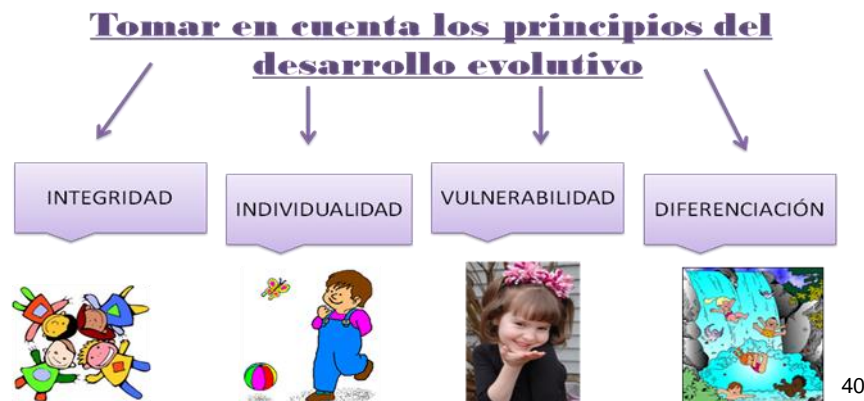 Tomar en cuenta los principios del
desarrollo evolutivo
INTEGRIDAD
INDIVIDUALIDAD
VULNERABILIDAD
DIFERENCIACIÓN
40